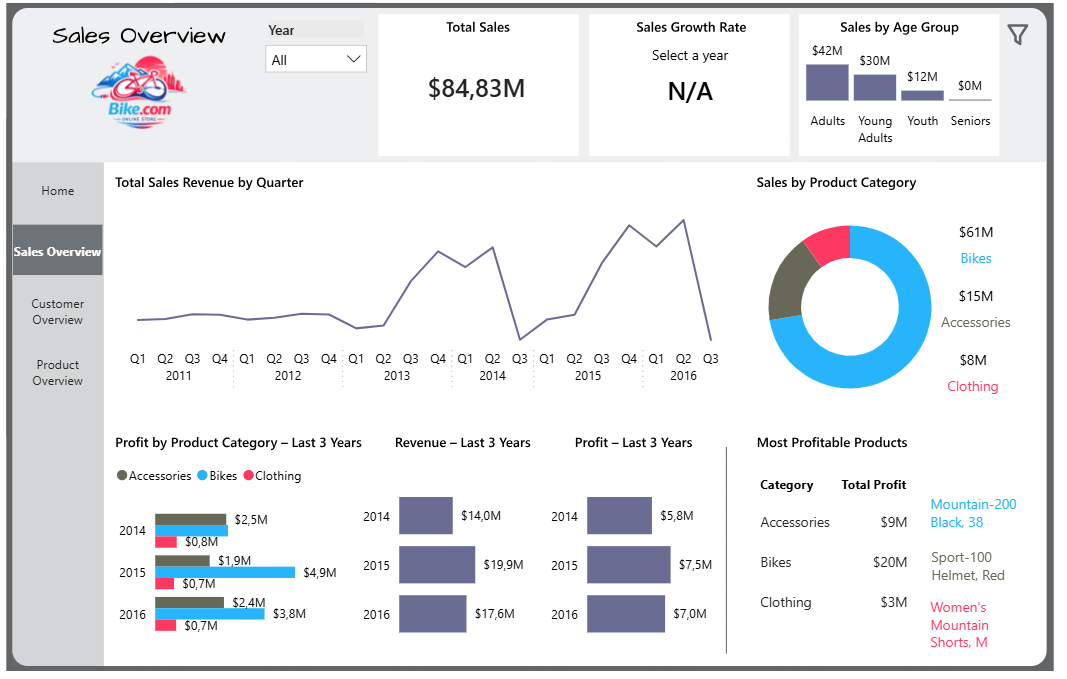 Sales Overview
Bike.com
ONLINE STORE
Year
All
Total Sales
$84,83M
Sales Growth Rate
Select a year
N/A
Sales by Age Group
$42M
$30M
$12M
$0M
Adults
Young
Adults
Youth
Seniors
Home
Sales Overview
Customer
Overview
Product
Overview
Total Sales Revenue by Quarter
Q1 Q2 Q3 Q4 Q1 Q2 Q3 Q4 Q1 Q2 Q3 Q4 Q1 Q2 Q3 Q1 Q2 Q3 Q4 Q1 Q2 Q3
2011 2012 2013 2014 2015 2016
Sales by Product Category
$61M
Bikes
$15M
Accessories
$8M
Clothing
Profit by Product Category – Last 3 Years
Accessories Bikes Clothing
2014
$2,5M
$0,8M
2015
$1,9M
$4,9M
$0,7M
2016
$2,4M
$3,8M
$0,7M
Revenue – Last 3 Years
2014 $14,0M
2015 $19,9M
2016 $17,6M
Profit – Last 3 Years
2014 $5,8M
2015 $7,5M
2016 $7,0M
Most Profitable Products
Category Total Profit
Accessories $9M
Bikes $20M
Clothing $3M
Mountain-200
Black, 38
Sport-100
Helmet, Red
Women's
Mountain
Shorts, M